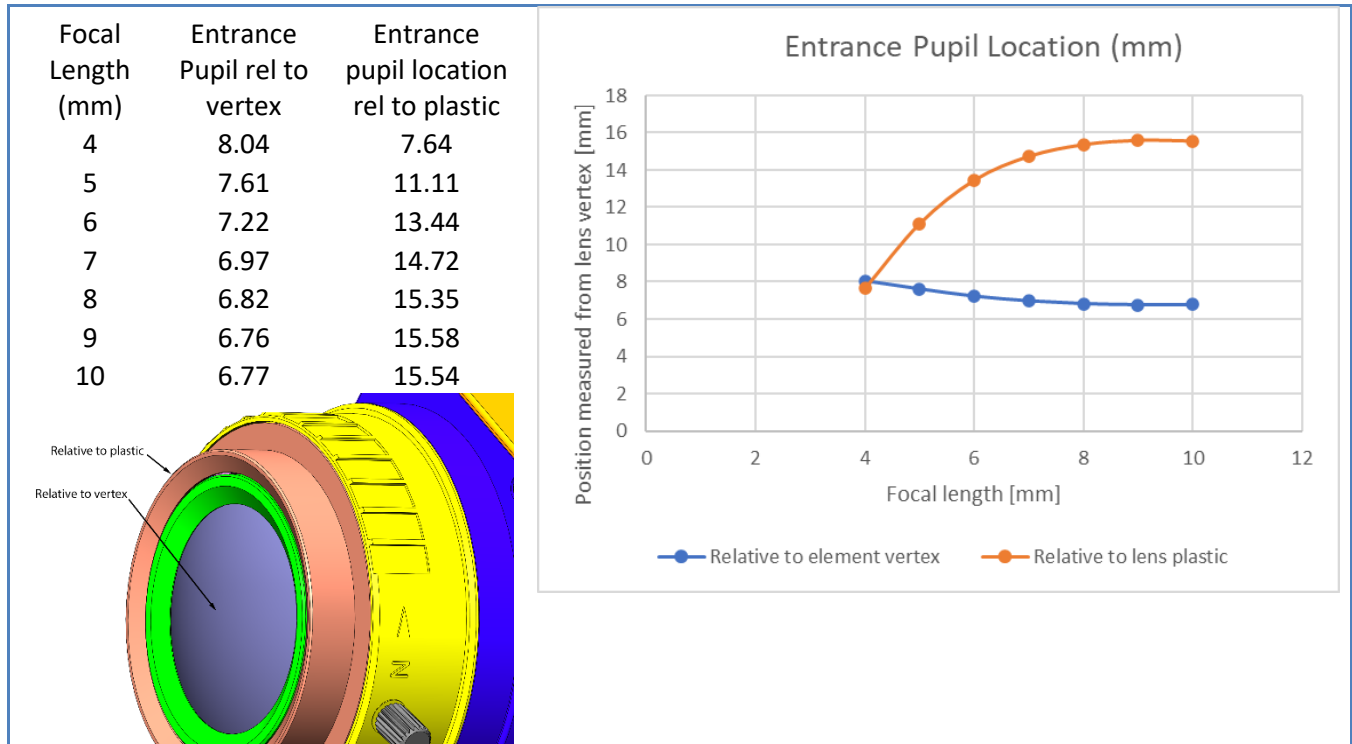 Focal Length (mm) Entrance Pupil rel to vertex Entrance pupil location rel to plastic
4 8.04 7.64
5 7.61 11.11
6 7.22 13.44
7 6.97 14.72
8 6.82 15.35
9 6.76 15.58
10 6.77 15.54
Relative to plastic
Relative to vertex
N
Entrance Pupil Location (mm)
Position measured from lens vertex [mm]
18
16
14
12
10
8
6
4
2
0
0 2 4 6 8 10 12
Focal length [mm]
Relative to element vertex Relative to lens plastic